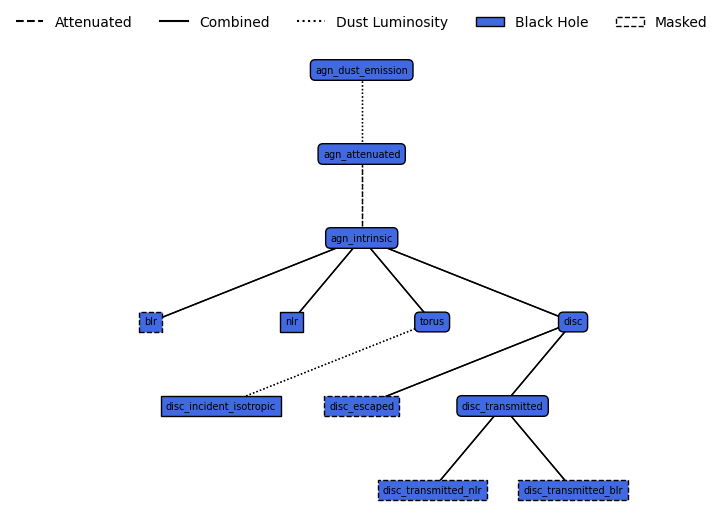 Attenuated Combined Dust Luminosity Black Hole Masked
agn_dust_emission
agn_attenuated
agn_intrinsic
blr nlr torus disc
disc_incident_isotropic disc_escaped disc_transmitted
disc_transmitted_nlr disc_transmitted_blr